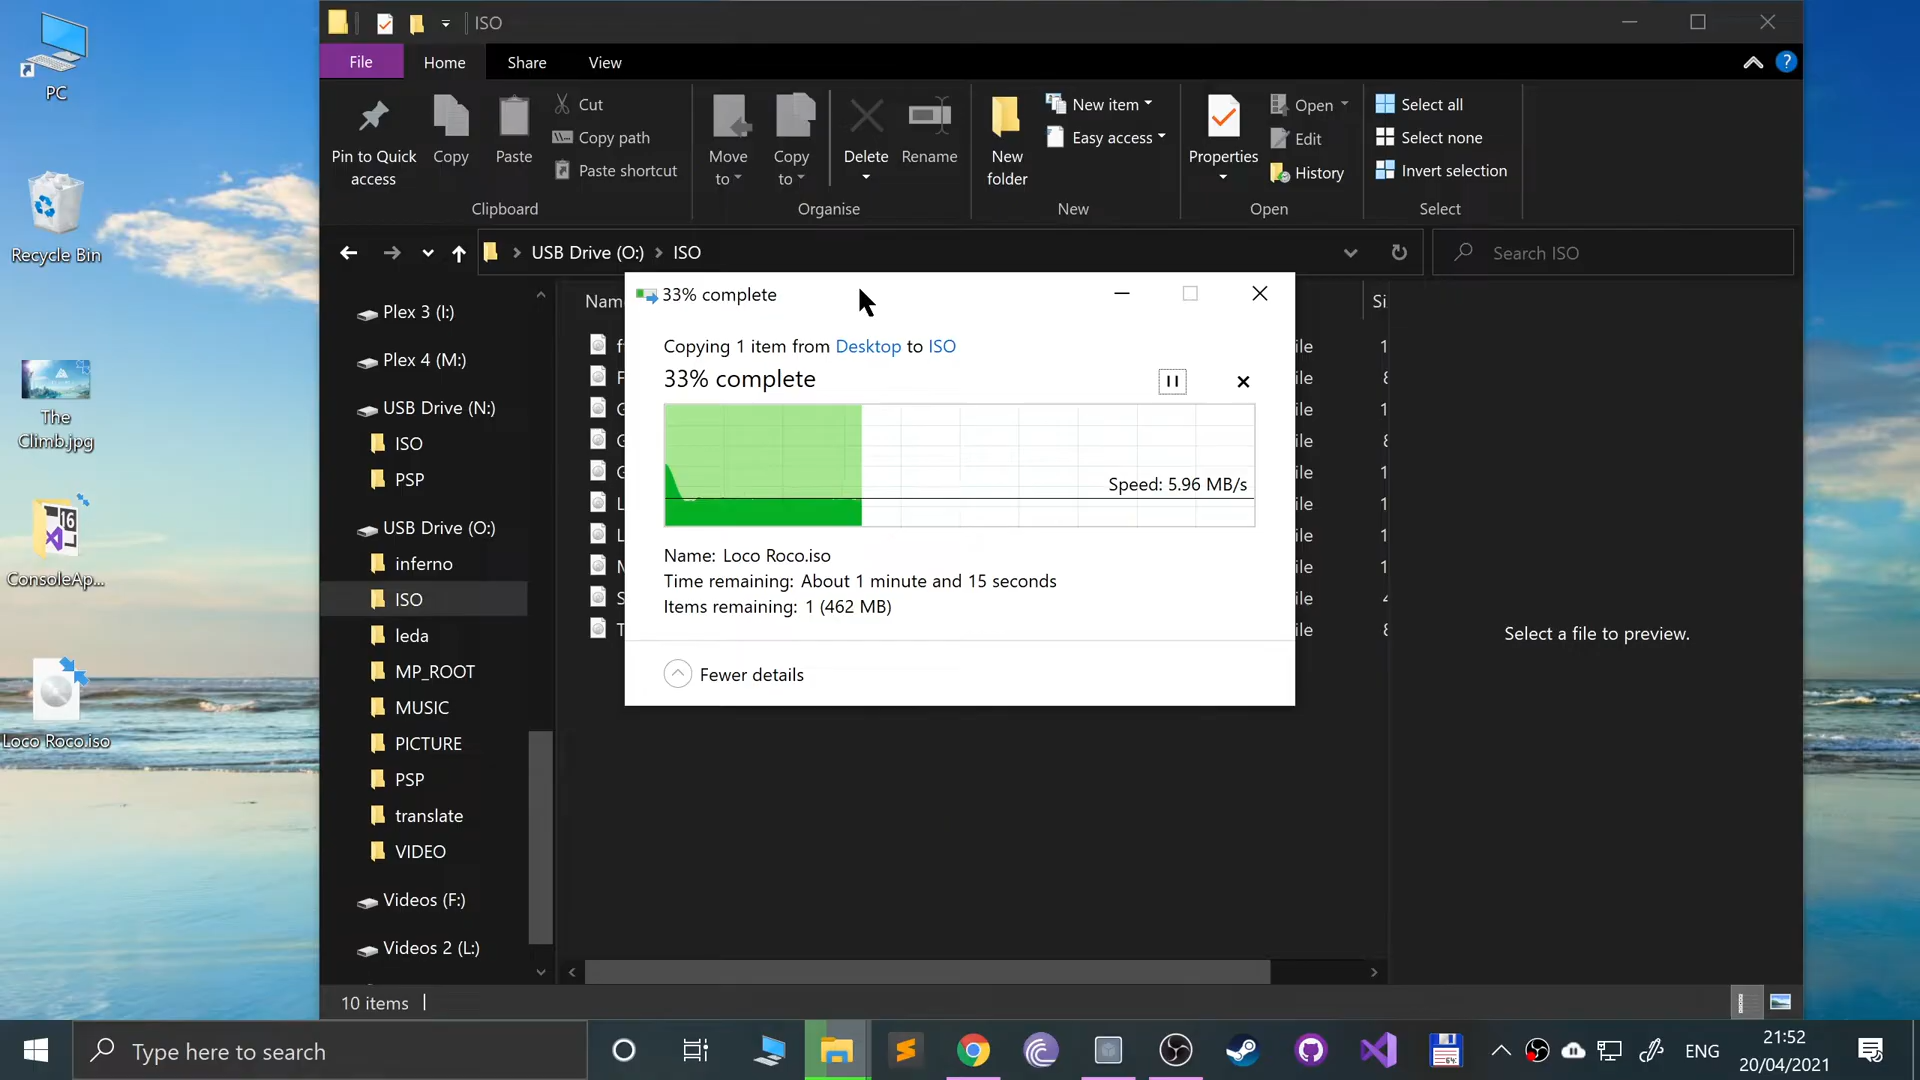 PC
Recycle Bin
The
Climb.jpg
ConsoleAp...
16
Loco Roco.iso
ISO
File
Home
Share
View
?
Pin to Quick
access
Copy
Paste
Cut
Copy path
Paste shortcut
Clipboard
Move
to
Copy
to
Delete
Rename
Organise
New
folder
New item
Easy access
New
Properties
Open
Edit
History
Open
Select all
Select none
Invert selection
Select
USB Drive (O:)
ISO
Search ISO
Plex 3 (I:)
Plex 4 (M:)
USB Drive (N:)
ISO
PSP
USB Drive (O:)
inferno
ISO
leda
MP_ROOT
MUSIC
PICTURE
PSP
translate
VIDEO
Videos (F:)
Videos 2 (L:)
33% complete
Copying 1 item from Desktop to ISO
33% complete
Speed: 5.96 MB/s
Name: Loco Roco.iso
Time remaining: About 1 minute and 15 seconds
Items remaining: 1 (462 MB)
Fewer details
Select a file to preview.
10 items
Type here to search
64
ENG
21:52
20/04/2021